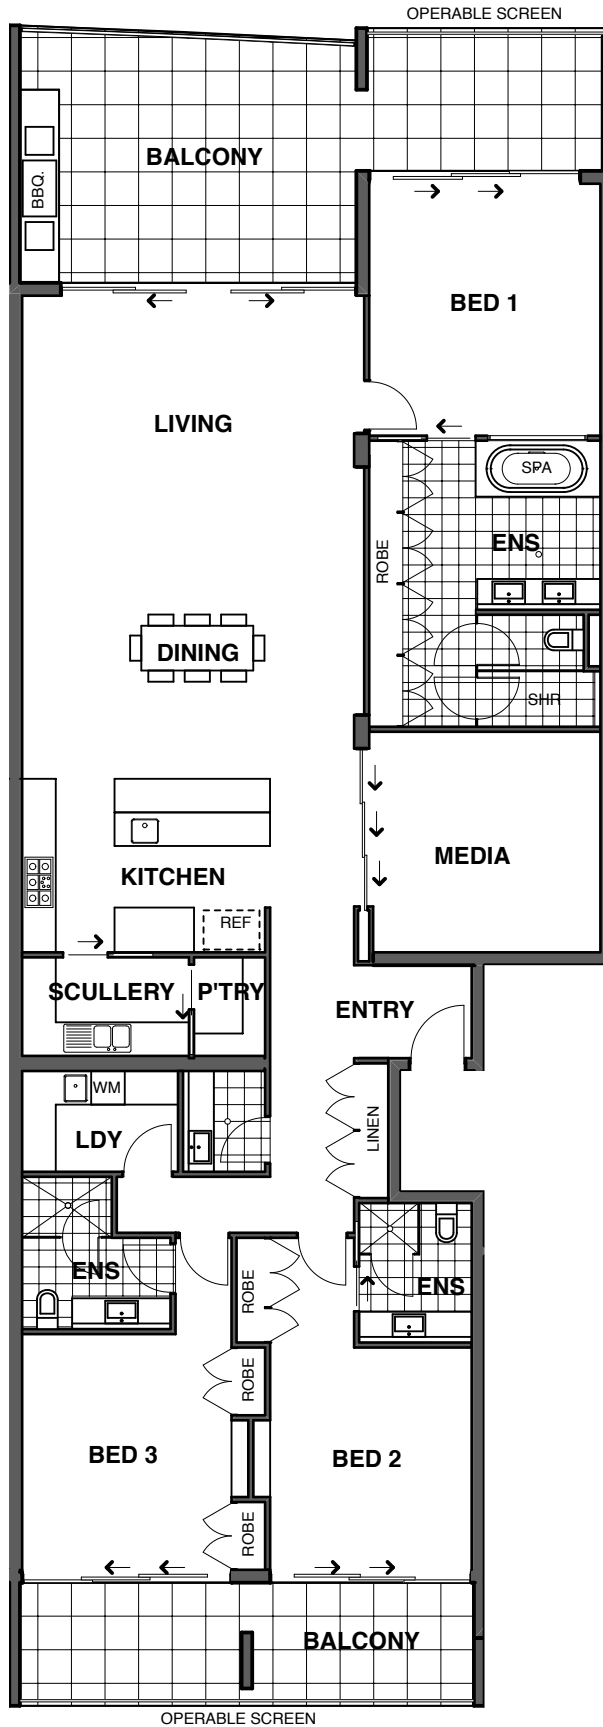 OPERABLE SCREEN
BALCONY
BBQ.
BED 1
LIVING
SPA
ENS
ROBE
DINING
SHR
MEDIA
KITCHEN
REF
SCULLERY
P'TRY
ENTRY
WM
LDY
LINEN
ENS
ROBE
ENS
ROBE
BED 3
BED 2
ROBE
BALCONY
OPERABLE SCREEN